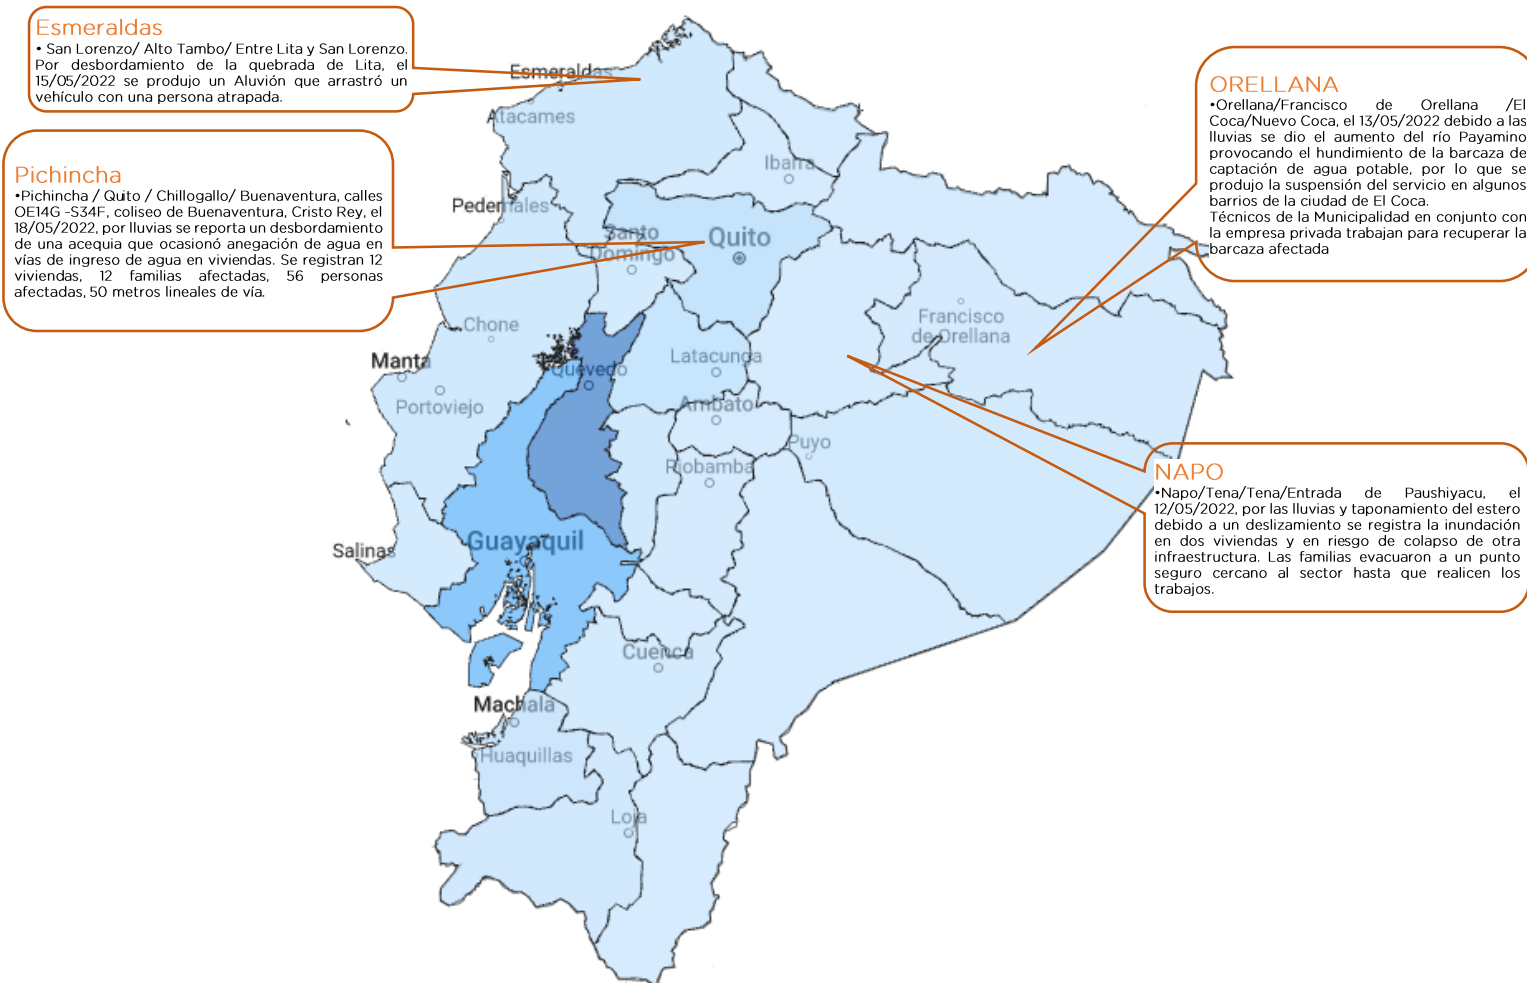 Esmeraldas
• San Lorenzo/ Alto Tambo/ Entre Lita y San Lorenzo.
Por desbordamiento de la quebrada de Lita, el
15/05/2022 se produjo un Aluvión que arrastró un
vehículo con una persona atrapada.
Pichincha
•Pichincha / Quito / Chillogallo/ Buenaventura, calles
OE14G -S34F, coliseo de Buenaventura, Cristo Rey, el
18/05/2022, por lluvias se reporta un desbordamiento
de una acequia que ocasionó anegación de agua en
vías de ingreso de agua en viviendas. Se registran 12
viviendas, 12 familias afectadas, 56 personas
afectadas, 50 metros lineales de vía.
ORELLANA
•Orellana/Francisco de Orellana /El
Coca/Nuevo Coca, el 13/05/2022 debido a las
lluvias se dio el aumento del río Payamino
provocando el hundimiento de la barcaza de
captación de agua potable, por lo que se
produjo la suspensión del servicio en algunos
barrios de la ciudad de El Coca.
Técnicos de la Municipalidad en conjunto con
la empresa privada trabajan para recuperar la
barcaza afectada
NAPO
•Napo/Tena/Tena/Entrada de Paushiyacu, el
12/05/2022, por las lluvias y taponamiento del estero
debido a un deslizamiento se registra la inundación
en dos viviendas y en riesgo de colapso de otra
infraestructura. Las familias evacuaron a un punto
seguro cercano al sector hasta que realicen los
trabajos.
Esmeraldas
Atacames
Ibarra
Pedernales
Santo
Domingo
Quito
Chone
Francisco
de Orellana
Manta
Quevedo
Latacunga
Portoviejo
Ambato
Puyo
Riobamba
Salinas
Guayaquil
Cuenca
Machala
Huaquillas
Loja